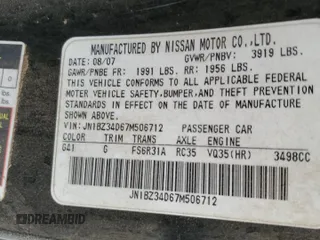 MANUFACTURED BY NISSAN MOTOR CO.,LTD.
DATE: 08/07 GVWR/PNBV: 3919 LBS.
GAWR/PNBE FR: 1991 LBS. RR: 1956 LBS.
THIS VEHICLE CONFORMS TO ALL APPLICABLE FEDERAL
MOTOR VEHICLE SAFETY,BUMPER,AND THEFT PREVENTION
STANDARDS IN EFFECT ON THE DATE OF MANUFACTURE
SHOWN ABOVE.
VIN:JN1BZ34D67M506712 PASSENGER CAR
COLOR TRIM TRANS AXLE ENGINE
G41 G FS6R31A RC35 VQ35(HR) 3498CC
JN1BZ34D67M506712
DREAMBID